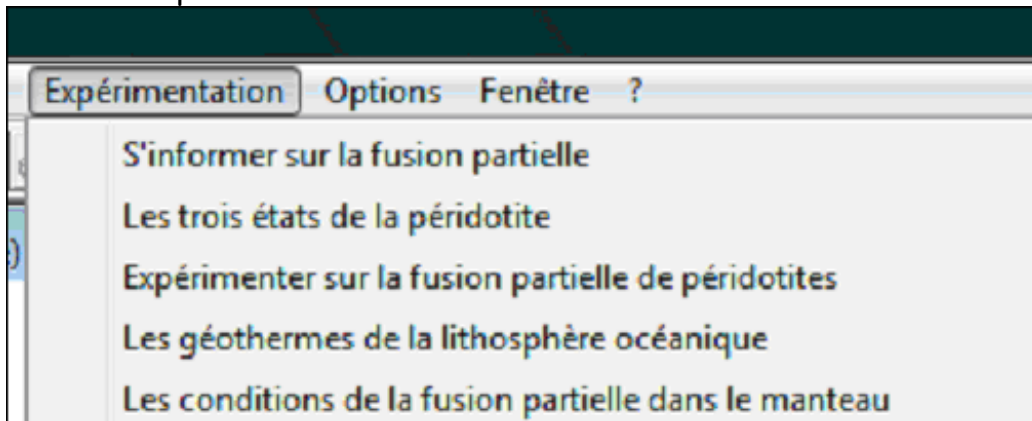 Expérimentation Options Fenêtre ?
S'informer sur la fusion partielle
Les trois états de la péridotite
Expérimenter sur la fusion partielle de péridotites
Les géothermes de la lithosphère océanique
Les conditions de la fusion partielle dans le manteau